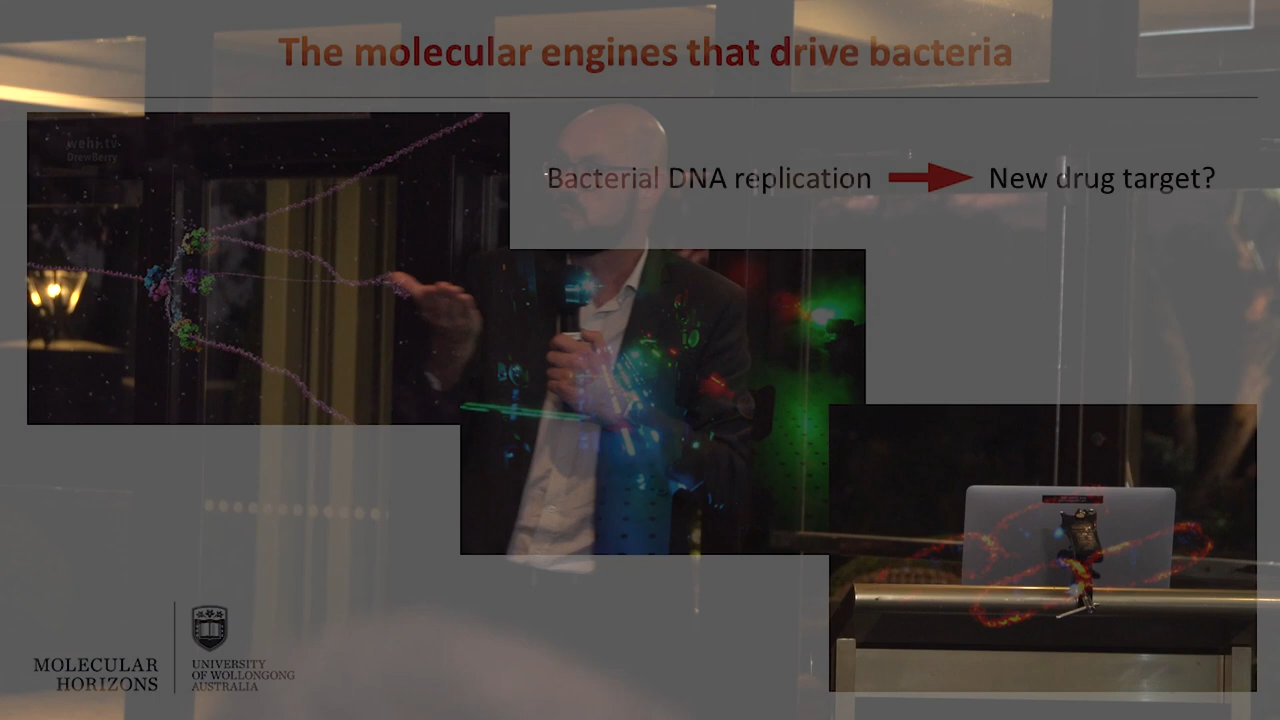 The molecular engines that drive bacteria
wehi.tv
DrewBerry
Bacterial DNA replication New drug target?
MOLECULAR
HORIZONS
UNIVERSITY
OF WOLLONGONG
AUSTRALIA